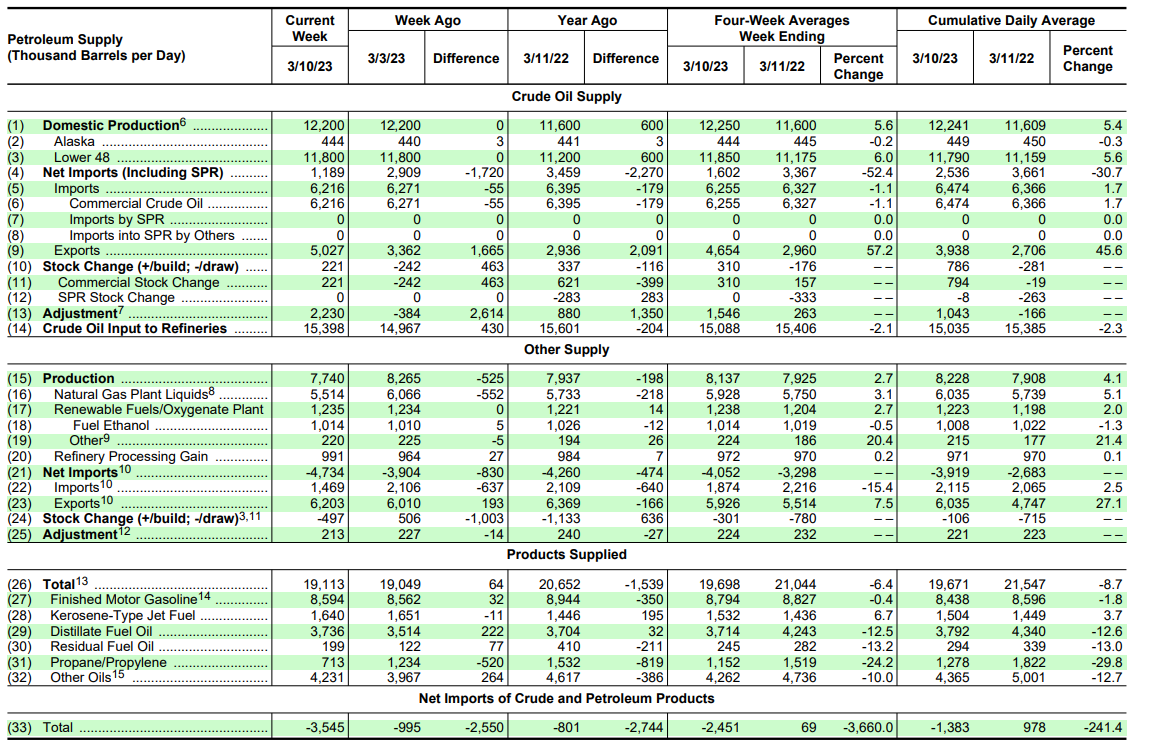 Petroleum Supply
(Thousand Barrels per Day)
Current Week Week Ago Year Ago Four-Week Averages Week Ending Cumulative Daily Average
3/10/23 3/3/23 Difference 3/11/22 Difference 3/10/23 3/11/22 Percent Change 3/10/23 3/11/22 Percent Change
Crude Oil Supply
(1) Domestic Production6 .................... 12,200 12,200 0 11,600 600 12,250 11,600 5.6 12,241 11,609 5.4
(2) Alaska ........................................... 444 440 3 441 3 444 445 -0.2 449 450 -0.3
(3) Lower 48 ....................................... 11,800 11,800 0 11,200 600 11,850 11,175 6.0 11,790 11,159 5.6
(4) Net Imports (Including SPR) .......... 1,189 2,909 -1,720 3,459 -2,270 1,602 3,367 -52.4 2,536 3,661 -30.7
(5) Imports .......................................... 6,216 6,271 -55 6,395 -179 6,255 6,327 -1.1 6,474 6,366 1.7
(6) Commercial Crude Oil ................. 6,216 6,271 -55 6,395 -179 6,255 6,327 -1.1 6,474 6,366 1.7
(7) Imports by SPR .......................... 0 0 0 0 0 0 0 0.0 0 0 0.0
(8) Imports into SPR by Others ....... 0 0 0 0 0 0 0 0.0 0 0 0.0
(9) Exports .......................................... 5,027 3,362 1,665 2,936 2,091 4,654 2,960 57.2 3,938 2,706 45.6
(10) Stock Change (+/build; -/draw) ...... 221 -242 463 337 -116 310 -176 – – 786 -281 – –
(11) Commercial Stock Change ........... 221 -242 463 621 -399 310 157 – – 794 -19 – –
(12) SPR Stock Change ....................... 0 0 0 -283 283 0 -333 – – -8 -263 – –
(13) Adjustment7 .................................... 2,230 -384 2,614 880 1,350 1,546 263 – – 1,043 -166 – –
(14) Crude Oil Input to Refineries ......... 15,398 14,967 430 15,601 -204 15,088 15,406 -2.1 15,035 15,385 -2.3
Other Supply
(15) Production ...................................... 7,740 8,265 -525 7,937 -198 8,137 7,925 2.7 8,228 7,908 4.1
(16) Natural Gas Plant Liquids8 ............ 5,514 6,066 -552 5,733 -218 5,928 5,750 3.1 6,035 5,739 5.1
(17) Renewable Fuels/Oxygenate Plant 1,235 1,234 0 1,221 14 1,238 1,204 2.7 1,223 1,198 2.0
(18) Fuel Ethanol ............................... 1,014 1,010 5 1,026 -12 1,014 1,019 -0.5 1,008 1,022 -1.3
(19) Other9 ........................................ 220 225 -5 194 26 224 186 20.4 215 177 21.4
(20) Refinery Processing Gain ............. 991 964 27 984 7 972 970 0.2 971 970 0.1
(21) Net Imports10 .................................. -4,734 -3,904 -830 -4,260 -474 -4,052 -3,298 – – -3,919 -2,683 – –
(22) Imports10 ....................................... 1,469 2,106 -637 2,109 -640 1,874 2,216 -15.4 2,115 2,065 2.5
(23) Exports10 ...................................... 6,203 6,010 193 6,369 -166 5,926 5,514 7.5 6,035 4,747 27.1
(24) Stock Change (+/build; -/draw)3,11 -497 506 -1,003 -1,133 636 -301 -780 – – -106 -715 – –
(25) Adjustment12 .................................. 213 227 -14 240 -27 224 232 – – 221 223 – –
Products Supplied
(26) Total13 ............................................ 19,113 19,049 64 20,652 -1,539 19,698 21,044 -6.4 19,671 21,547 -8.7
(27) Finished Motor Gasoline14 ............. 8,594 8,562 32 8,944 -350 8,794 8,827 -0.4 8,438 8,596 -1.8
(28) Kerosene-Type Jet Fuel ................ 1,640 1,651 -11 1,446 195 1,532 1,436 6.7 1,504 1,449 3.7
(29) Distillate Fuel Oil ........................... 3,736 3,514 222 3,704 32 3,714 4,243 -12.5 3,792 4,340 -12.6
(30) Residual Fuel Oil ........................... 199 122 77 410 -211 245 282 -13.2 294 339 -13.0
(31) Propane/Propylene ....................... 713 1,234 -520 1,532 -819 1,152 1,519 -24.2 1,278 1,822 -29.8
(32) Other Oils15 .................................. 4,231 3,967 264 4,617 -386 4,262 4,736 -10.0 4,365 5,001 -12.7
Net Imports of Crude and Petroleum Products
(33) Total ............................................... -3,545 -995 -2,550 -801 -2,744 -2,451 69 -3,660.0 -1,383 978 -241.4